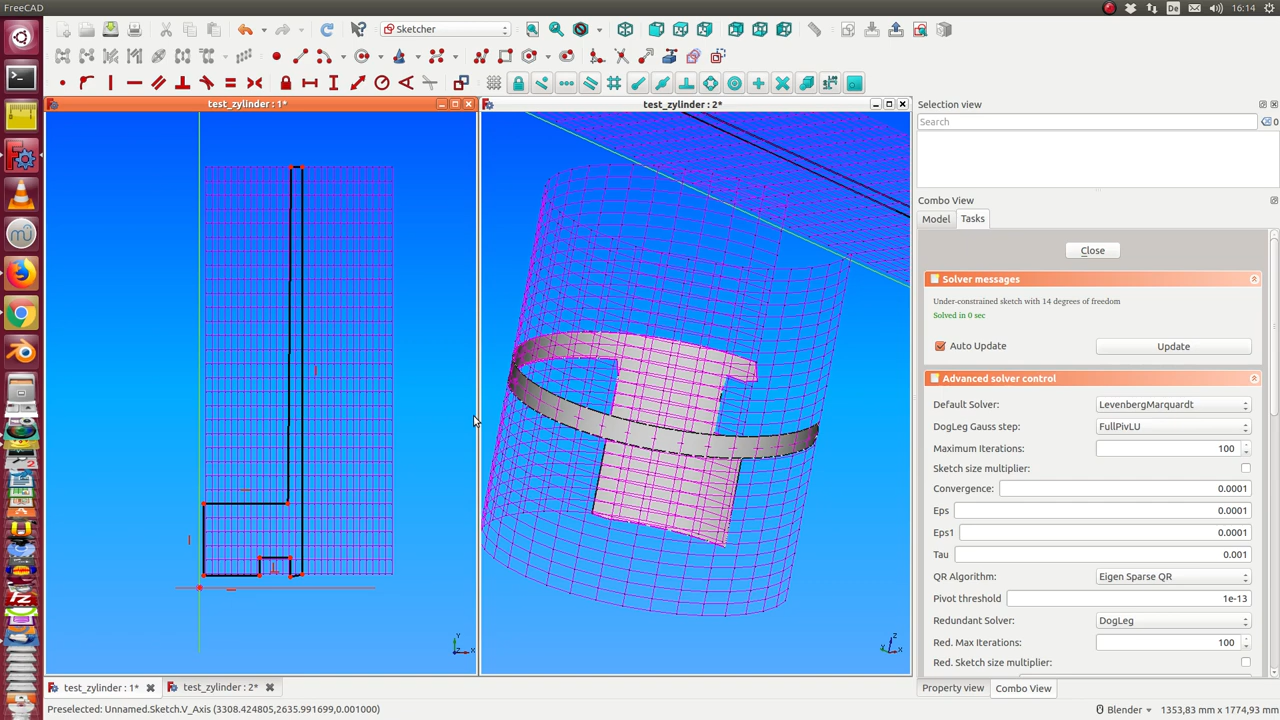 FreeCAD
De
16:14
Sketcher
test_zylinder : 1*
test_zylinder : 2*
Selection view
Search
0
Combo View
Model
Tasks
Close
Solver messages
Under-constrained sketch with 14 degrees of freedom
Solved in 0 sec
Auto Update
Update
Advanced solver control
Default Solver:
LevenbergMarquardt
DogLeg Gauss step:
FullPivLU
Maximum Iterations:
100
Sketch size multiplier:
Convergence:
0.0001
Eps
0.0001
Eps1
0.0001
Tau
0.001
QR Algorithm:
Eigen Sparse QR
Pivot threshold
1e-13
Redundant Solver:
DogLeg
Red. Max Iterations:
100
Red. Sketch size multiplier:
Y
X
Z
test_zylinder : 1*
test_zylinder : 2*
Property view
Combo View
Preselected: Unnamed.Sketch.V_Axis (3308.424805,2635.991699,0.001000)
Blender
1353,83 mm x 1774,93 mm